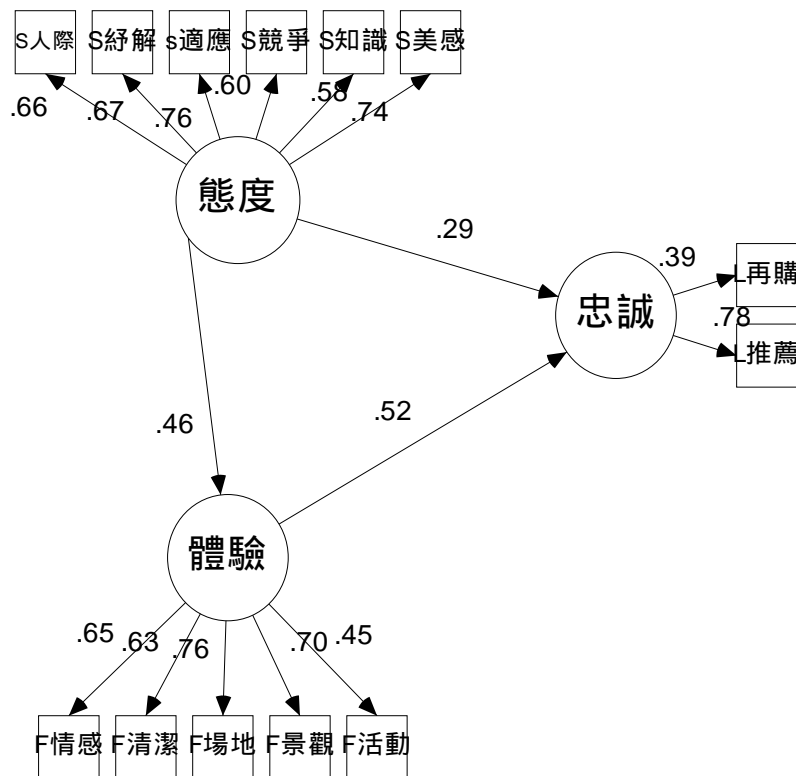 S人際 S紓解 s適應 S競爭 S知識 S美感
.66 .67 .76 .60 .58 .74
態度
.29
忠誠
.39
L再購
.78
L推薦
.46
.52
體驗
.65 .63 .76 .70 .45
F情感 F清潔 F場地 F景觀 F活動